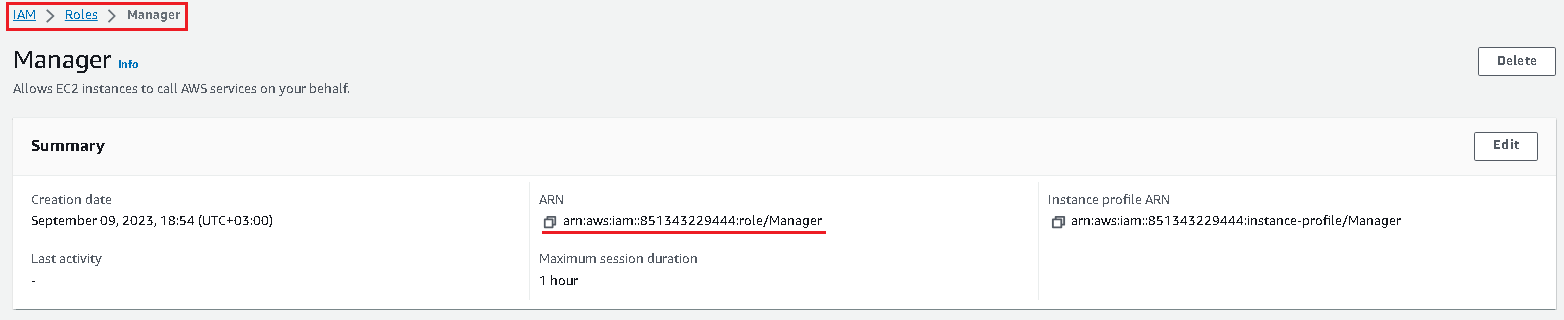 IAM > Roles > Manager
Manager Info
Delete
Allows EC2 instances to call AWS services on your behalf.
Summary
Edit
Creation date
September 09, 2023, 18:54 (UTC+03:00)
ARN
arn:aws:iam::851343229444:role/Manager
Instance profile ARN
arn:aws:iam::851343229444:instance-profile/Manager
Last activity
-
Maximum session duration
1 hour